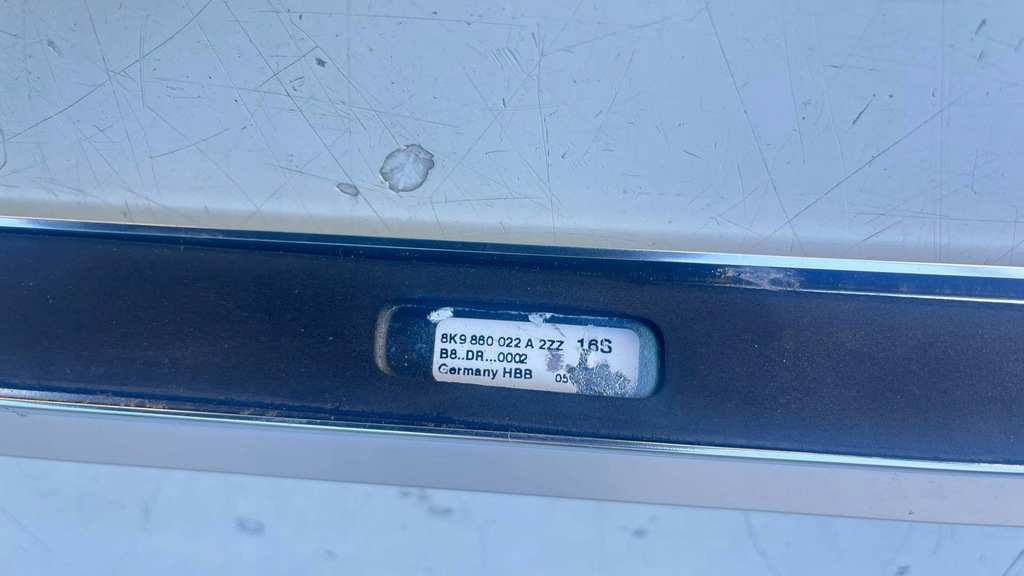 8K9 860 022 A 2ZZ 16S
B8..DR...0002
Germany HBB 05